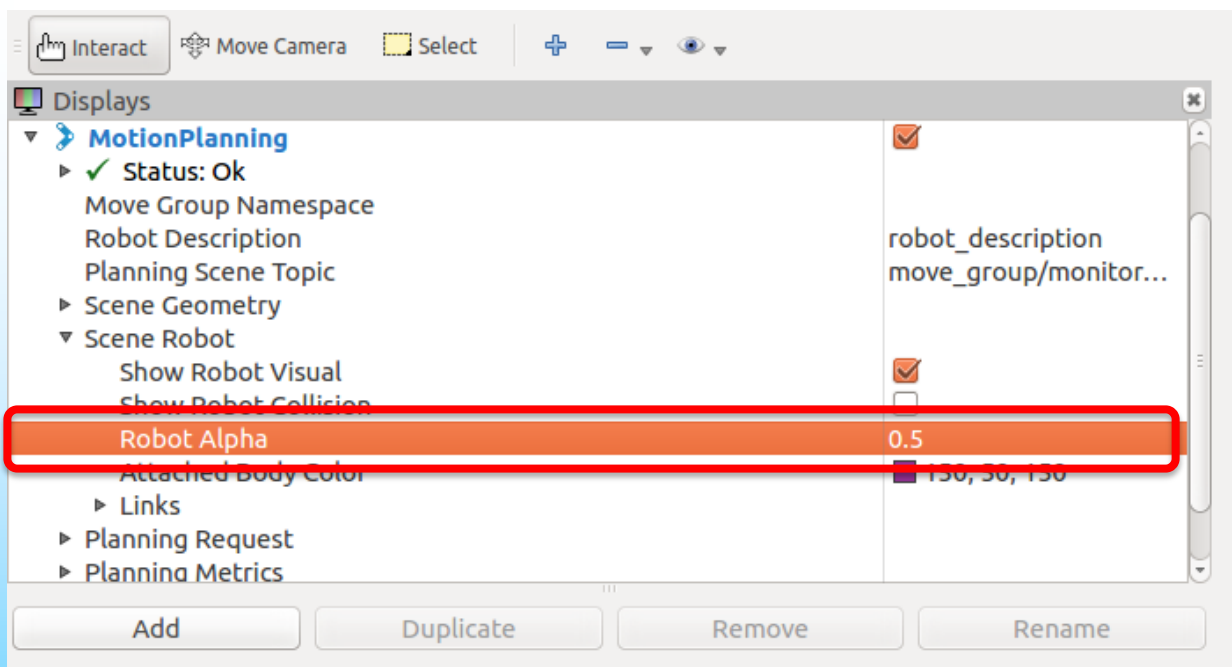 Interact Move Camera Select
Displays
MotionPlanning
Status: Ok
Move Group Namespace
Robot Description robot_description
Planning Scene Topic move_group/monitor...
Scene Geometry
Scene Robot
Show Robot Visual
Show Robot Collision
Robot Alpha 0.5
Attached Body Color 150, 50, 150
Links
Planning Request
Planning Metrics
Add Duplicate Remove Rename